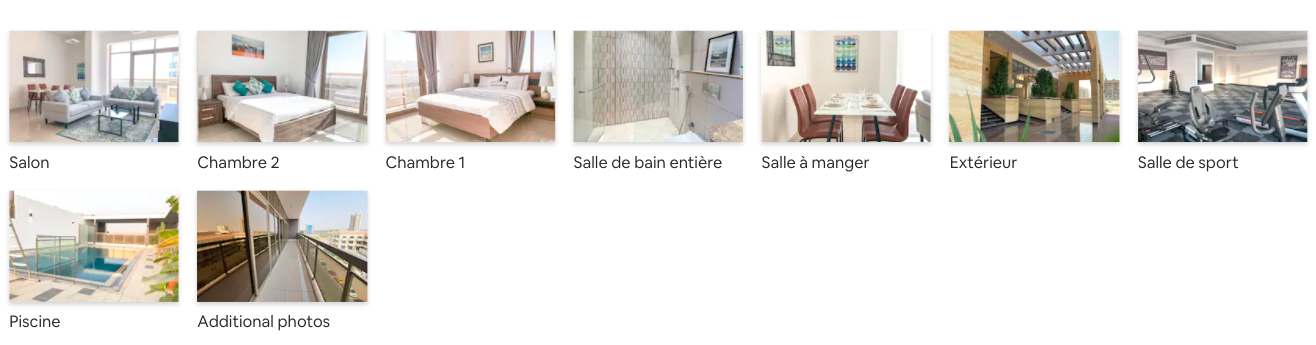 Salon
Chambre 2
Chambre 1
Salle de bain entière
Salle à manger
Extérieur
Salle de sport
Piscine
Additional photos